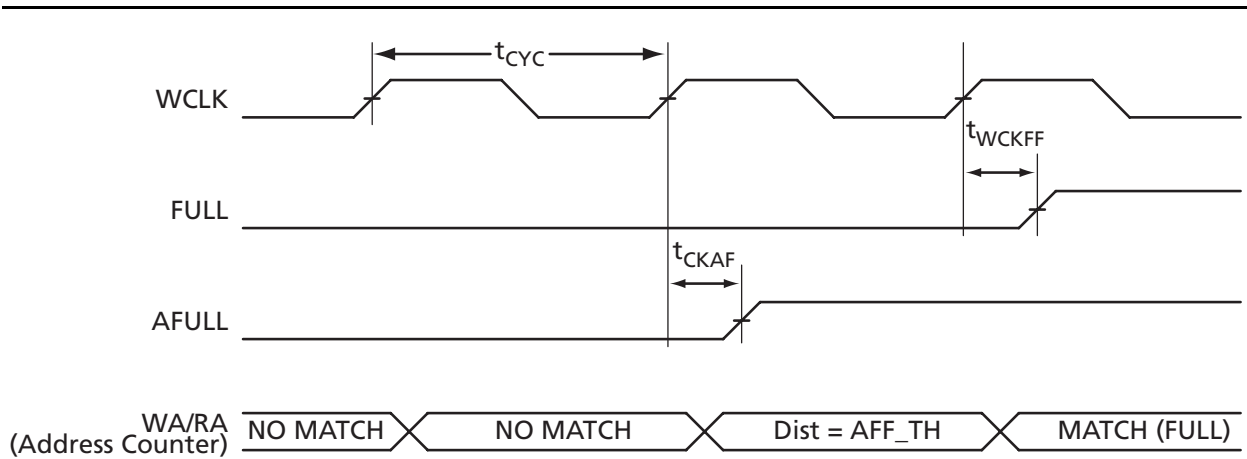 tCYC
WCLK
tWCKFF
FULL
tCKAF
AFULL
WA/RA
(Address Counter)
NO MATCH
NO MATCH
Dist = AFF_TH
MATCH (FULL)